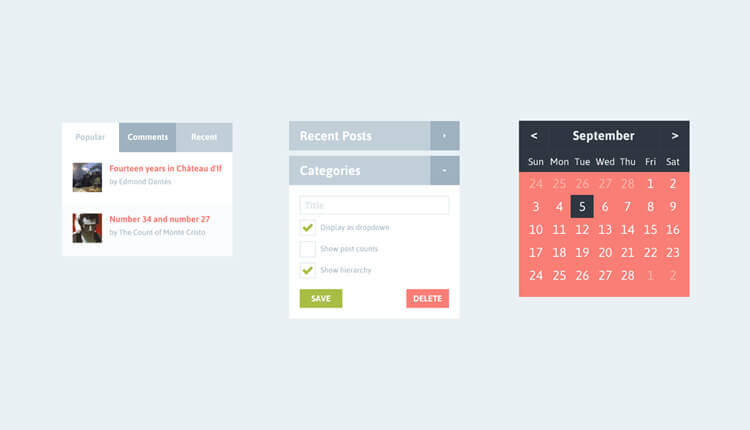 Popular Comments Recent
Fourteen years in Château d'If
by Edmond Dantès
Number 34 and number 27
by The Count of Monte Cristo
Recent Posts
Categories
Title
Display as dropdown
Show post counts
Show hierarchy
SAVE DELETE
< September >
Sun Mon Tue Wed Thu Fri Sat
24 25 26 27 28 1 2
3 4 5 6 7 8 9
10 11 12 13 14 15 16
17 18 19 20 21 22 23
24 25 26 27 28 1 2